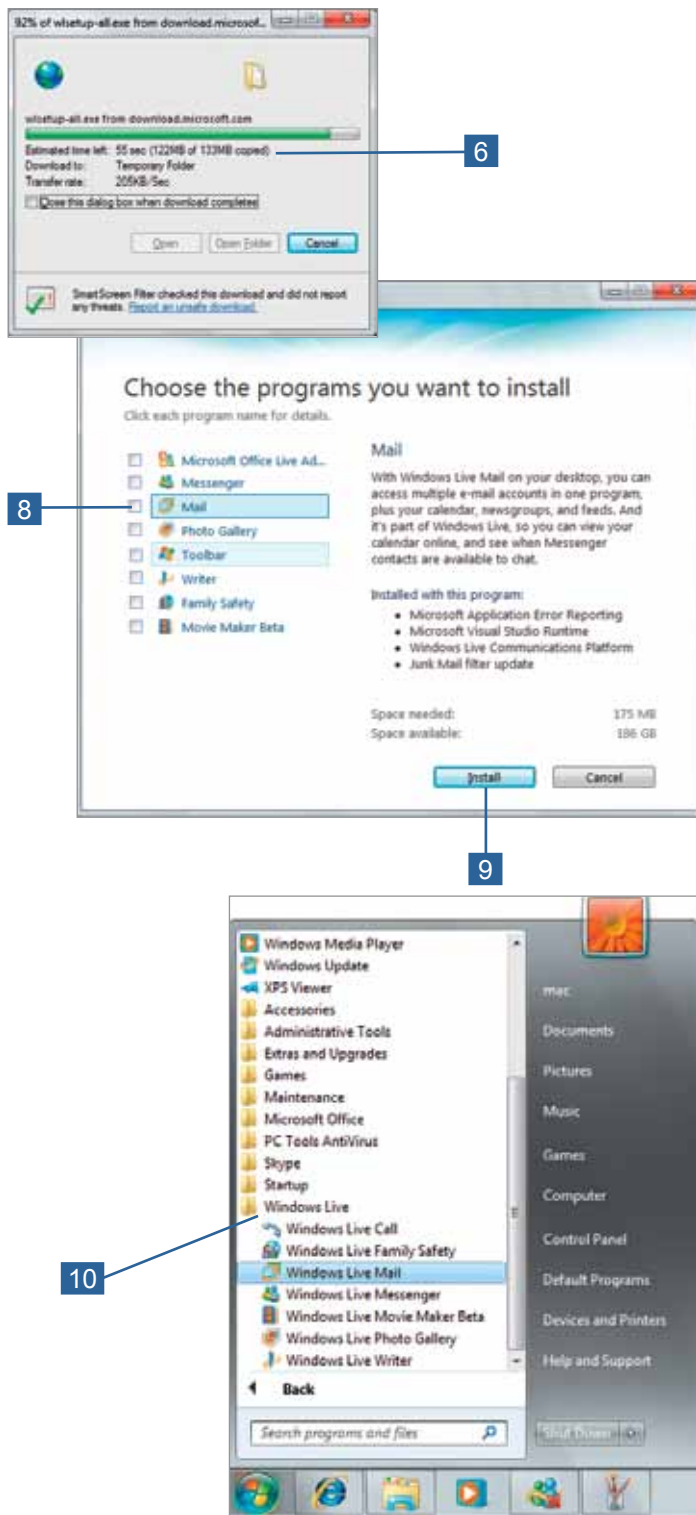 92% of wlsetup-all.exe from download.microsof...
wlsetup-all.exe from download.microsoft.com
Estimated time left: 55 sec (122MB of 133MB copied)
Download to: Temporary Folder
Transfer rate: 205KB/Sec
Close this dialog box when download completes
Open
Open Folder
Cancel
SmartScreen Filter checked this download and did not report
any threats. Report an unsafe download.
6
Choose the programs you want to install
Click each program name for details.
Microsoft Office Live Ad...
Messenger
Mail
Photo Gallery
Toolbar
Writer
Family Safety
Movie Maker Beta
8
Mail
With Windows Live Mail on your desktop, you can
access multiple e-mail accounts in one program,
plus your calendar, newsgroups, and feeds. And
it's part of Windows Live, so you can view your
calendar online, and see when Messenger
contacts are available to chat.
Installed with this program:
• Microsoft Application Error Reporting
• Microsoft Visual Studio Runtime
• Windows Live Communications Platform
• Junk Mail filter update
Space needed: 175 MB
Space available: 186 GB
Install
Cancel
9
Windows Media Player
Windows Update
XPS Viewer
Accessories
Administrative Tools
Extras and Upgrades
Games
Maintenance
Microsoft Office
PC Tools AntiVirus
Skype
Startup
Windows Live
Windows Live Call
Windows Live Family Safety
Windows Live Mail
Windows Live Messenger
Windows Live Movie Maker Beta
Windows Live Photo Gallery
Windows Live Writer
Back
Search programs and files
10
mac
Documents
Pictures
Music
Games
Computer
Control Panel
Default Programs
Devices and Printers
Help and Support
Shut Down